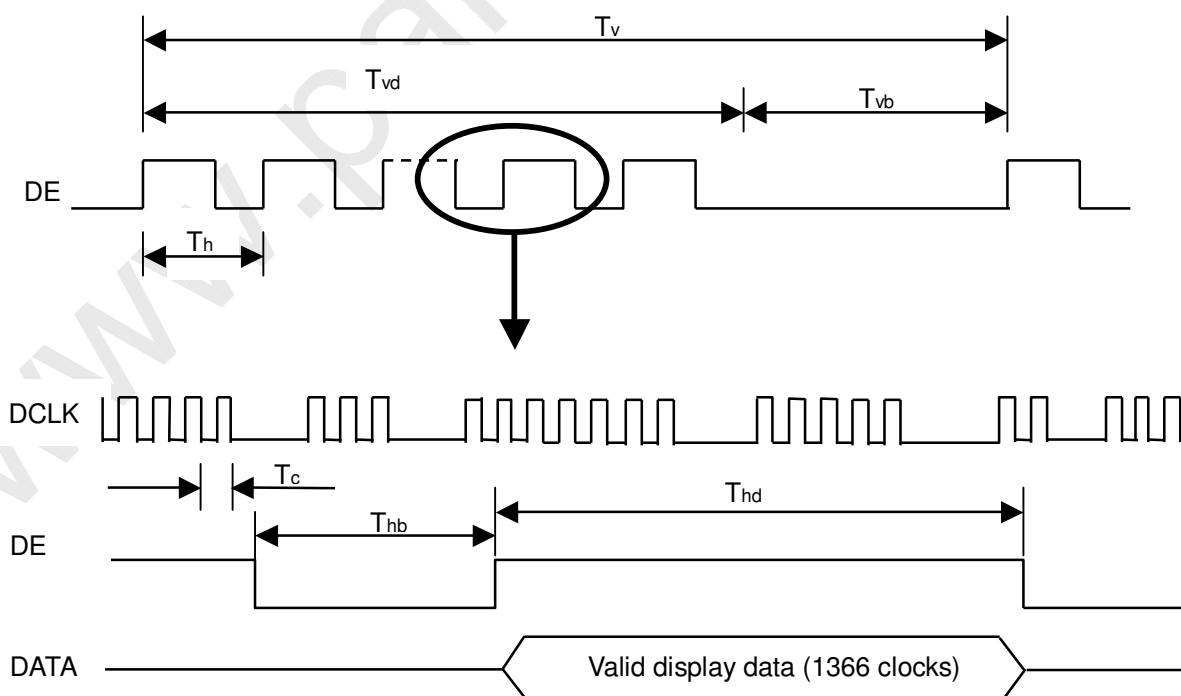 Tv
Tvd
Tvb
DE
Th
DCLK
Tc
Thd
Thb
DE
DATA
Valid display data (1366 clocks)